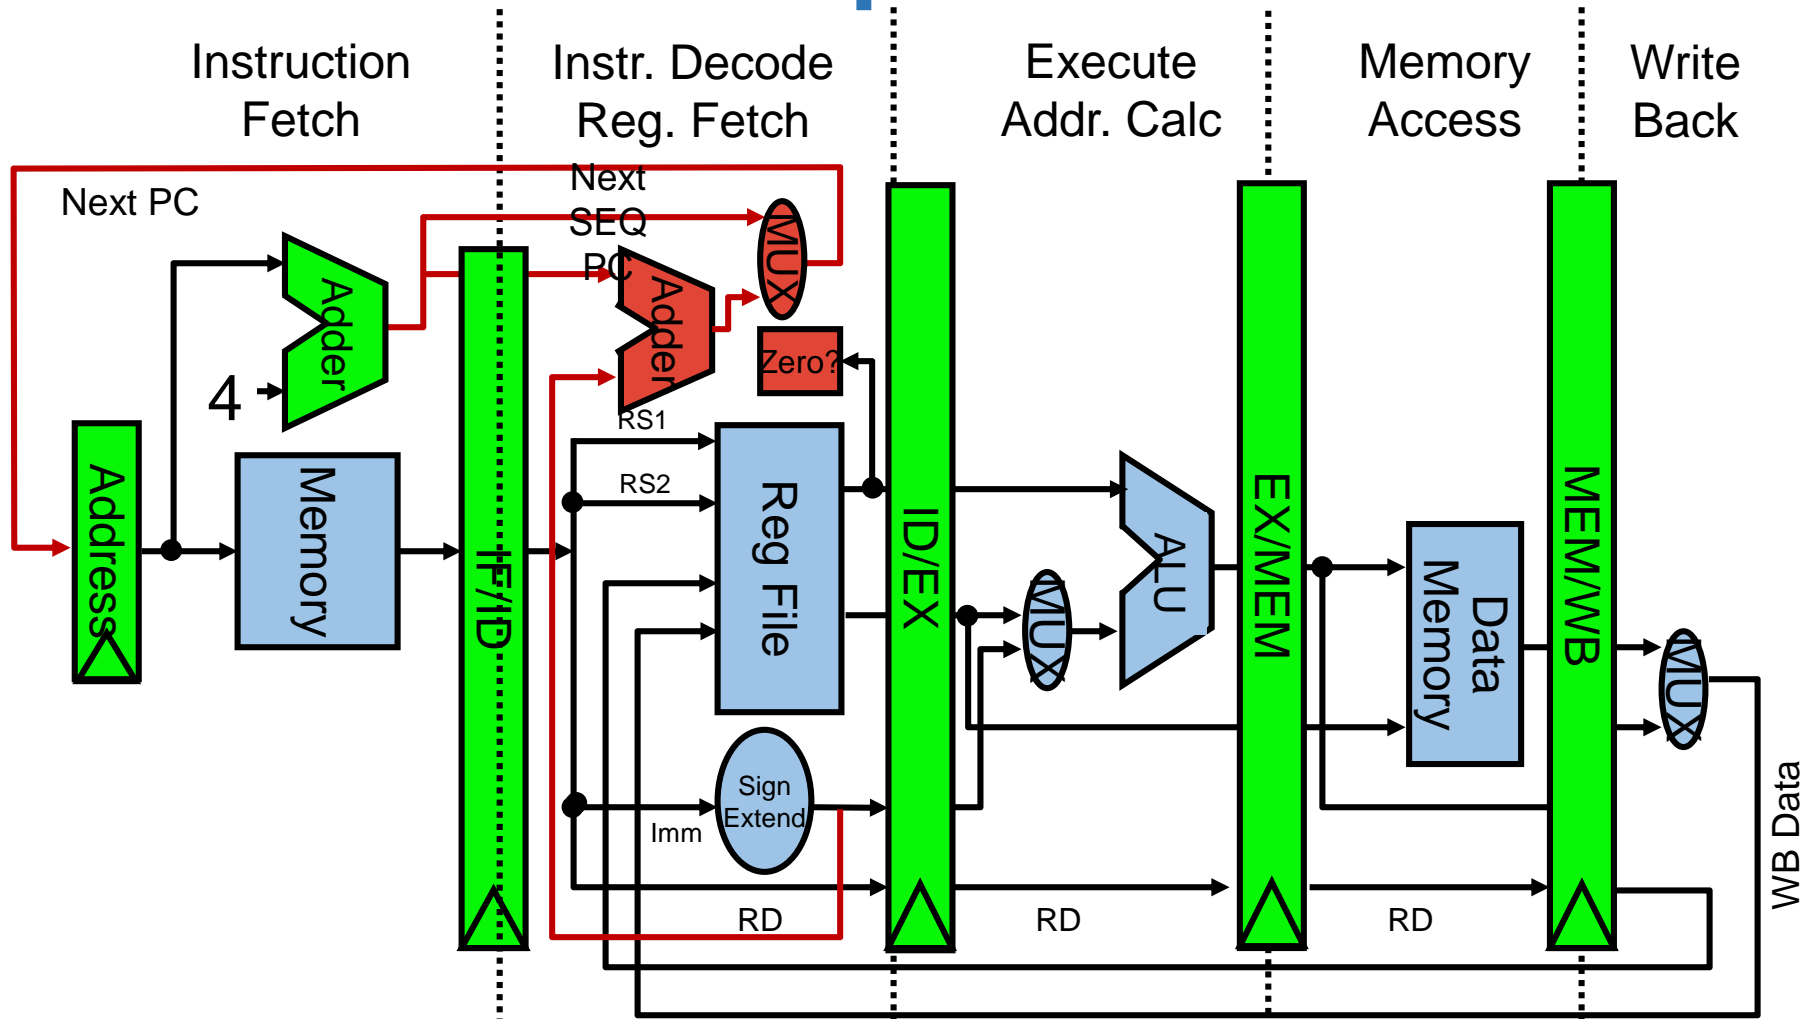 Instruction
Fetch
Instr. Decode
Reg. Fetch
Execute
Addr. Calc
Memory
Access
Write
Back
Next PC
Next
SEQ
PC
MUX
Adder
Adder
Zero?
4
RS1
Address
Memory
IF/ID
RS2
Reg File
ID/EX
MUX
ALU
EX/MEM
Data
Memory
MEM/WB
MUX
Sign
Extend
Imm
WB Data
RD
RD
RD